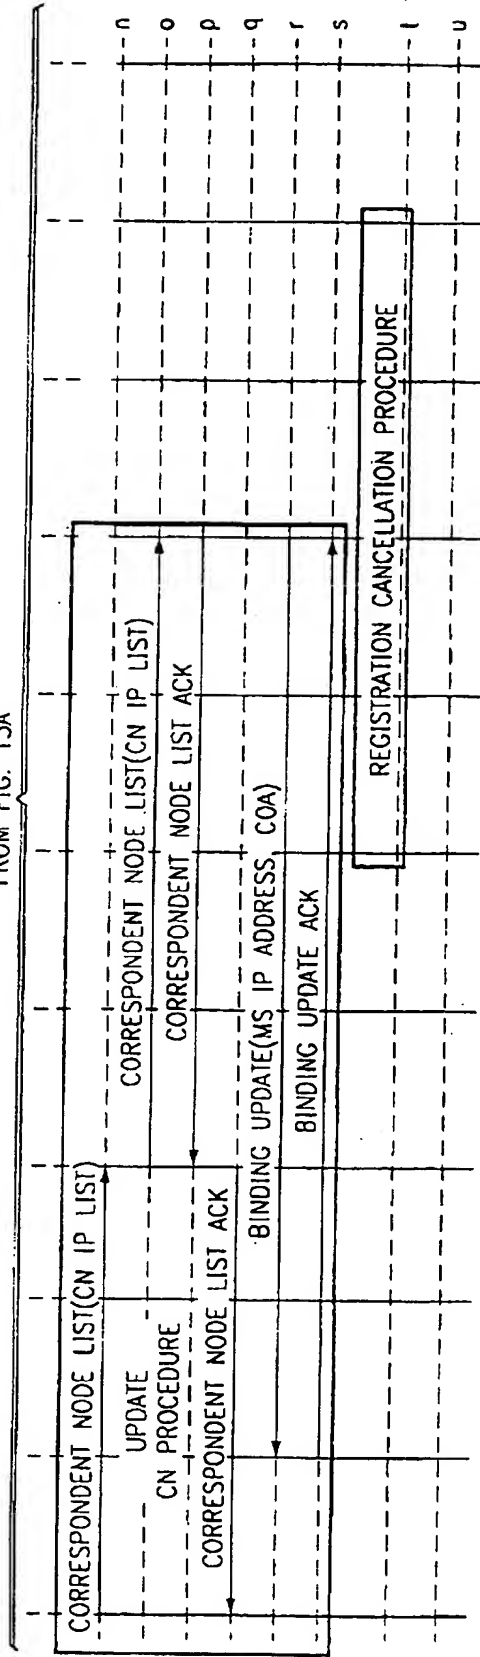 FROM FIG. 13A
CORRESPONDENT NODE LIST(CN IP LIST)
n
CORRESPONDENT NODE LIST(CN IP LIST)
o
UPDATE
CN PROCEDURE
CORRESPONDENT NODE LIST ACK
p
CORRESPONDENT NODE LIST ACK
q
BINDING UPDATE(MS IP ADDRESS, COA)
r
BINDING UPDATE ACK
s
REGISTRATION CANCELLATION PROCEDURE
t
u